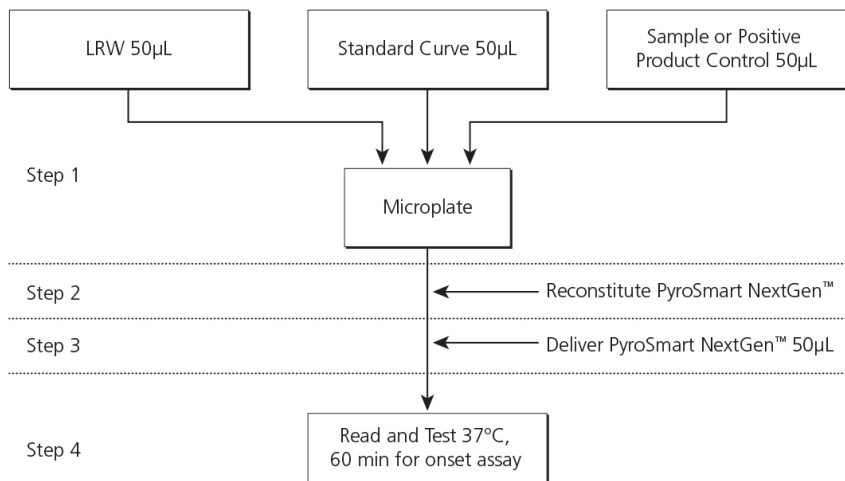 LRW 50µL
Standard Curve 50µL
Sample or Positive
Product Control 50µL
Step 1
Microplate
Step 2
Reconstitute PyroSmart NextGen™
Step 3
Deliver PyroSmart NextGen™ 50µL
Step 4
Read and Test 37ºC,
60 min for onset assay